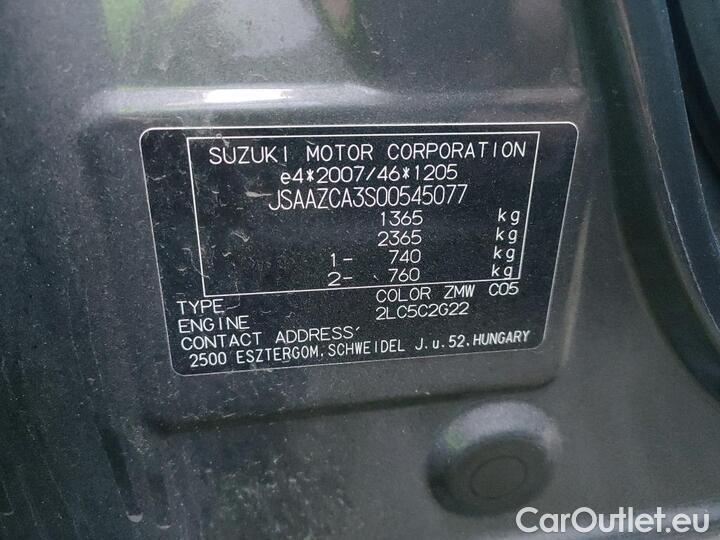 SUZUKI MOTOR CORPORATION
e4*2007/46*1205
JSAAZCA3S00545077
1365 kg
2365 kg
1- 740 kg
2- 760 kg
COLOR ZMW C05
TYPE 2LC5C2G22
ENGINE
CONTACT ADDRESS
2500 ESZTERGOM, SCHWEIDEL J.u.52. HUNGARY
CarOutlet.eu